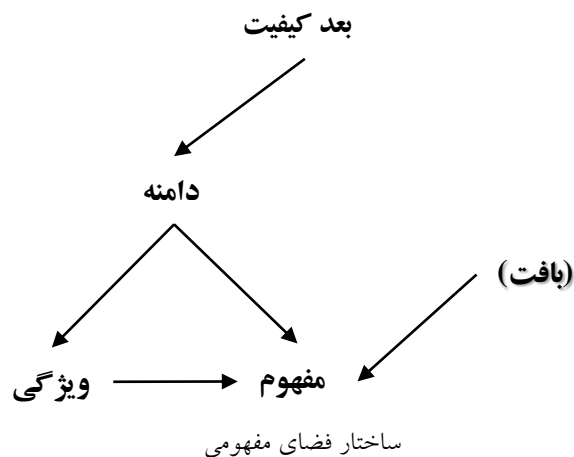 بعد کیفیت
دامنه
(بافت)
مفهوم
ویژگی
ساختار فضای مفهومی